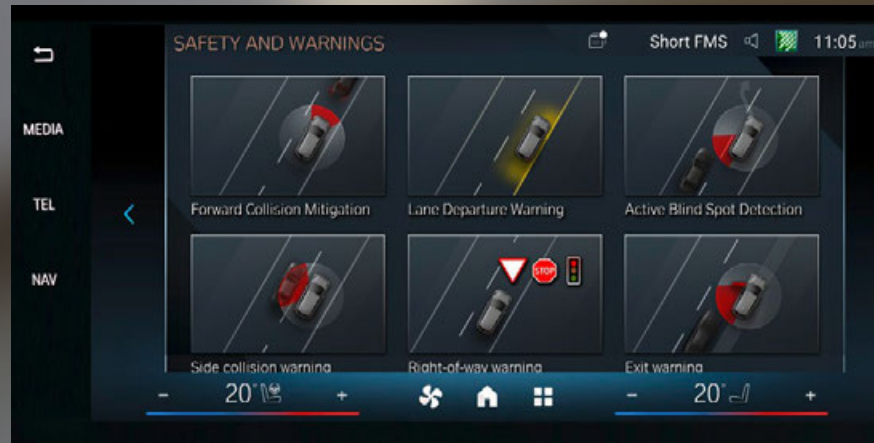 SAFETY AND WARNINGS
Short FMS
11:05 am
MEDIA
TEL
NAV
Forward Collision Mitigation
Lane Departure Warning
Active Blind Spot Detection
STOP
Side collision warning
Right-of-way warning
Exit warning
- 20° +
- 20° +